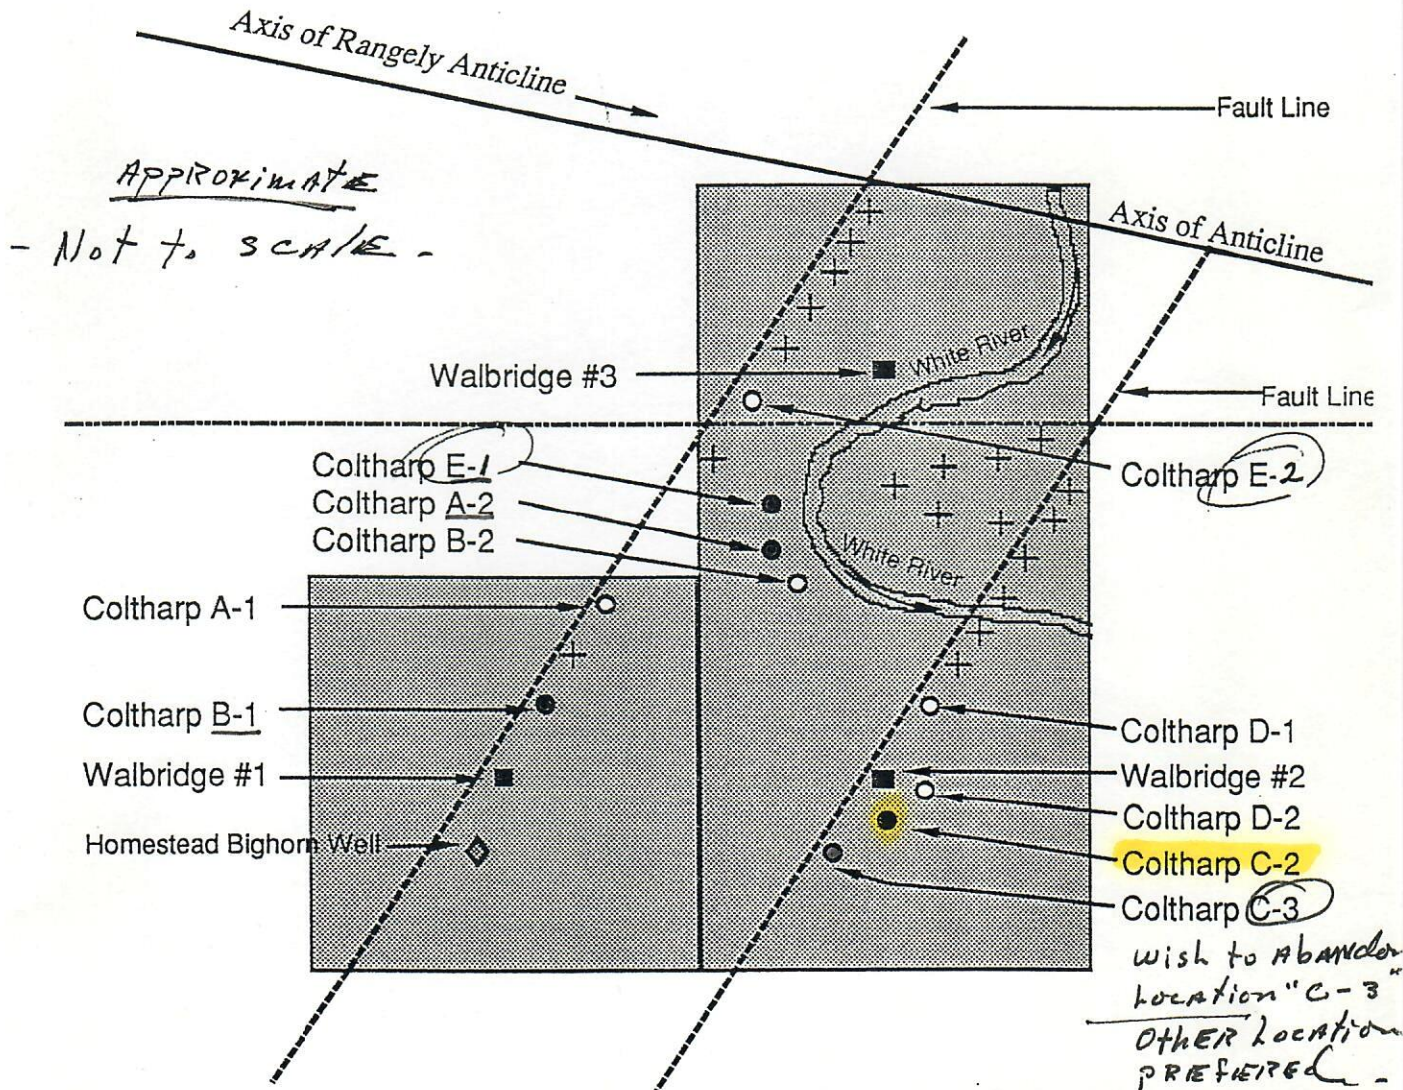 Axis of Rangely Anticline
Fault Line
APPROXIMATE
- Not to SCALE -
Axis of Anticline
White River
Walbridge #3
Fault Line
Coltharp E-1
Coltharp E-2
Coltharp A-2
Coltharp B-2
White River
Coltharp A-1
Coltharp B-1
Coltharp D-1
Walbridge #1
Walbridge #2
Coltharp D-2
Homestead Bighorn Well
Coltharp C-2
Coltharp C-3
wish to Abandon
Location "C-3"
OTHER Location
PREFERED -